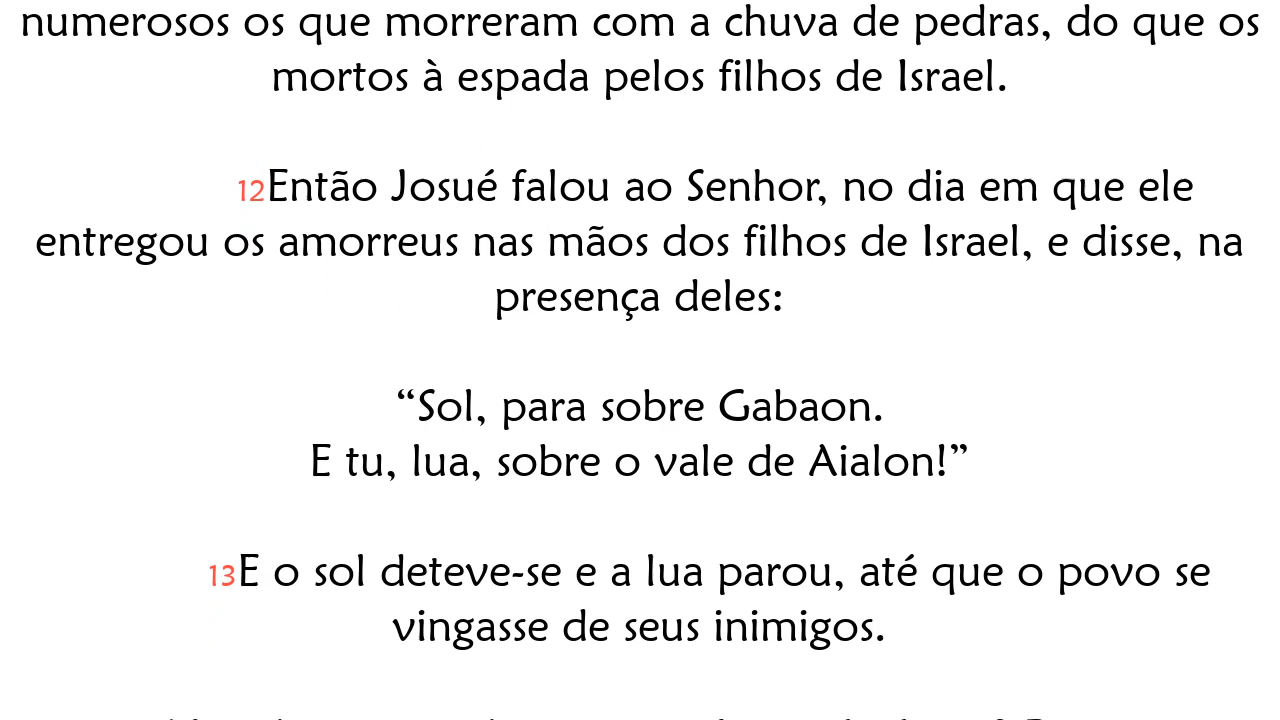 numerosos os que morreram com a chuva de pedras, do que os
mortos à espada pelos filhos de Israel.
12Então Josué falou ao Senhor, no dia em que ele
entregou os amorreus nas mãos dos filhos de Israel, e disse, na
presença deles:
“Sol, para sobre Gabaon.
E tu, lua, sobre o vale de Aialon!”
13E o sol deteve-se e a lua parou, até que o povo se
vingasse de seus inimigos.